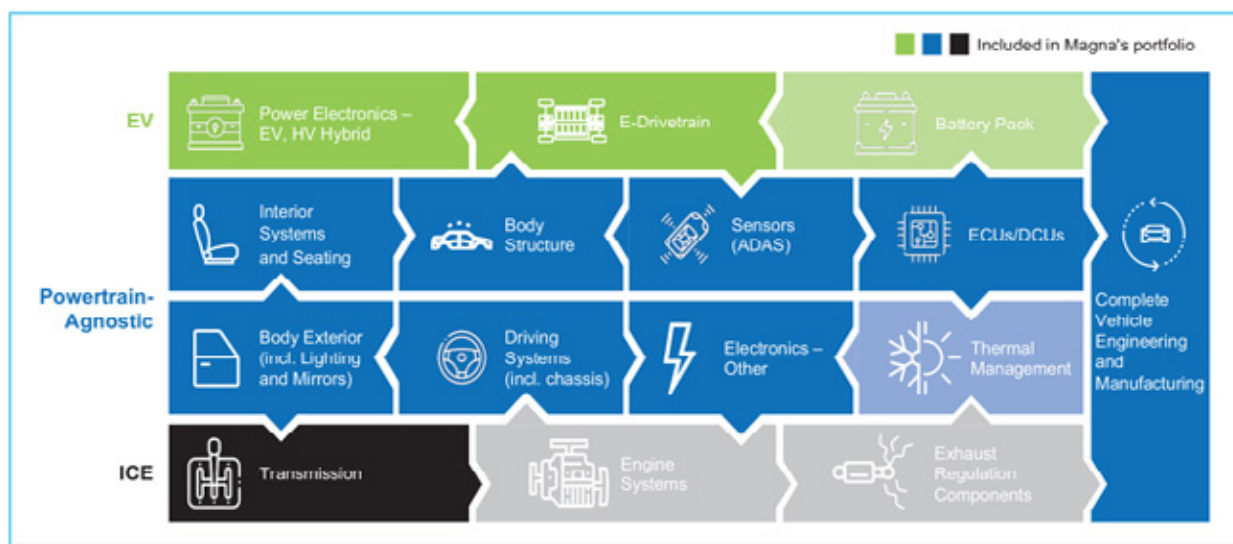 Included in Magna's portfolio
EV
Power Electronics –
EV, HV Hybrid
E-Drivetrain
Battery Pack
Powertrain-
Agnostic
Interior
Systems
and Seating
Body
Structure
Sensors
(ADAS)
ECUs/DCUs
Body Exterior
(incl. Lighting
and Mirrors)
Driving
Systems
(incl. chassis)
Electronics –
Other
Thermal
Management
Complete
Vehicle
Engineering
and
Manufacturing
ICE
Transmission
Engine
Systems
Exhaust
Regulation
Components